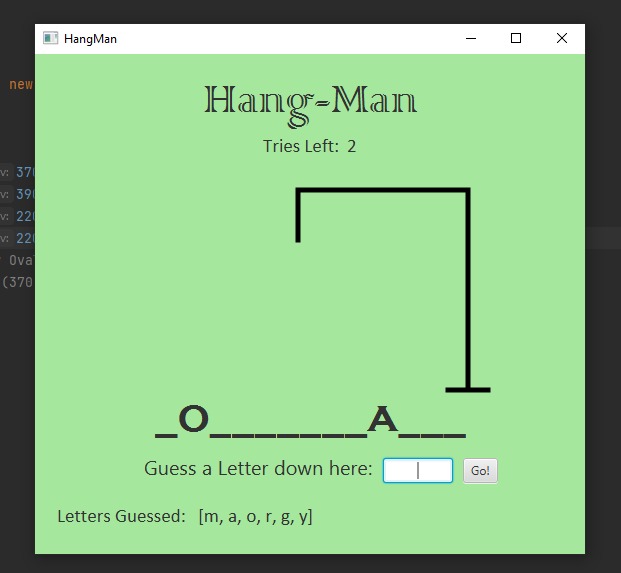 HangMan
new
Hang-Man
Tries Left: 2
v: 370
v: 390
v: 220
v: 220
Ova
(370
_O_______A___
Guess a Letter down here: Go!
Letters Guessed: [m, a, o, r, g, y]